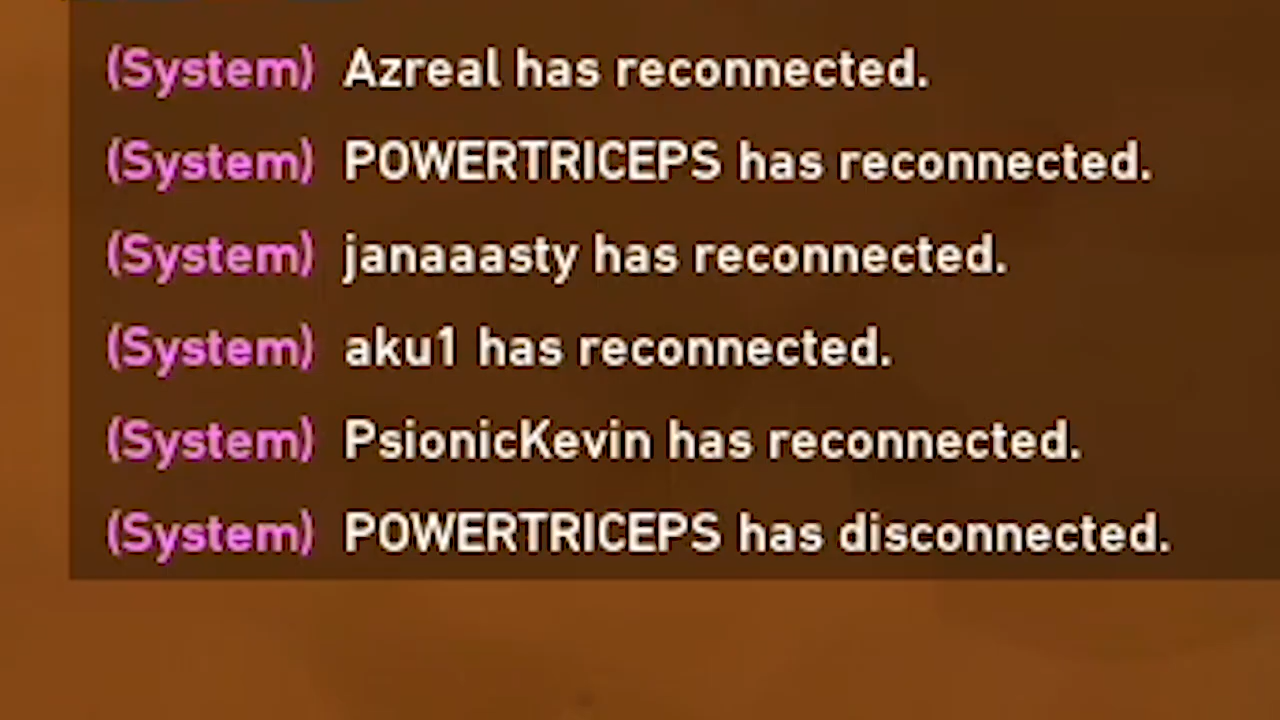 (System) Azreal has reconnected.
(System) POWERTRICEPS has reconnected.
(System) janaaasty has reconnected.
(System) aku1 has reconnected.
(System) PsionicKevin has reconnected.
(System) POWERTRICEPS has disconnected.